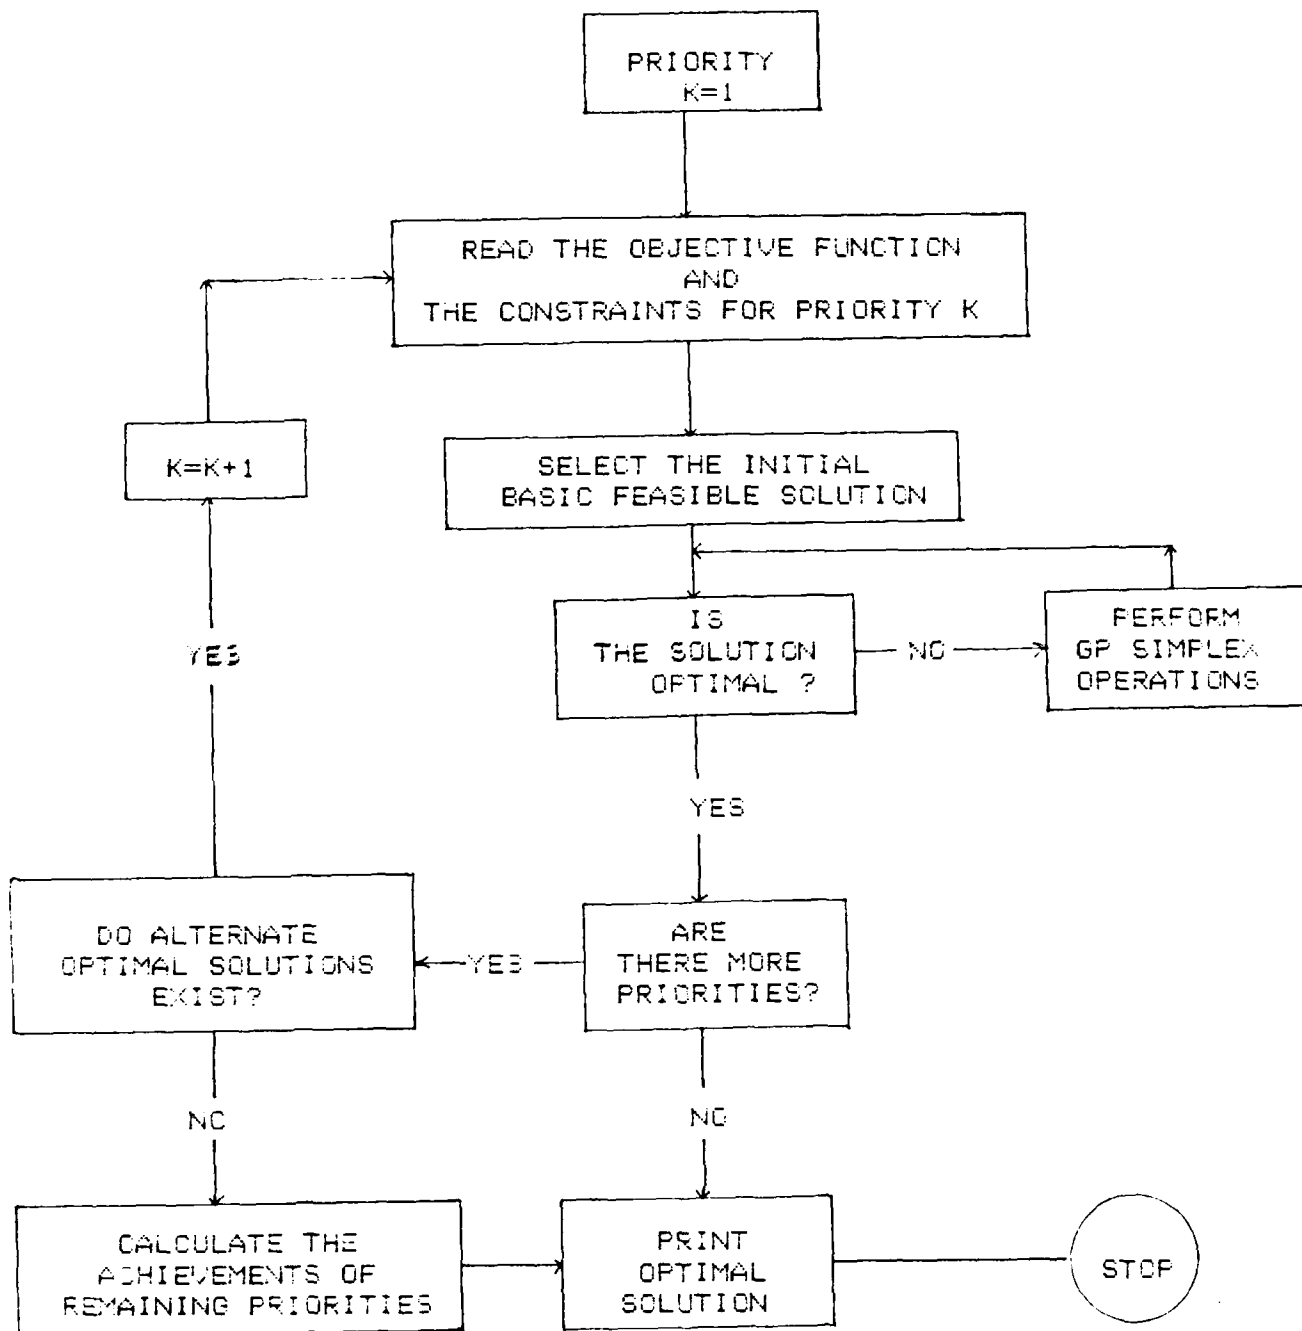 PRIORITY
K=1
READ THE OBJECTIVE FUNCTION
AND
THE CONSTRAINTS FOR PRIORITY K
K=K+1
SELECT THE INITIAL
BASIC FEASIBLE SOLUTION
YES
IS
THE SOLUTION
OPTIMAL ?
NO
PERFORM
GP SIMPLEX
OPERATIONS
YES
DO ALTERNATE
OPTIMAL SOLUTIONS
EXIST?
YES
ARE
THERE MORE
PRIORITIES?
NO
NO
CALCULATE THE
ACHIEVEMENTS OF
REMAINING PRIORITIES
PRINT
OPTIMAL
SOLUTION
STOP